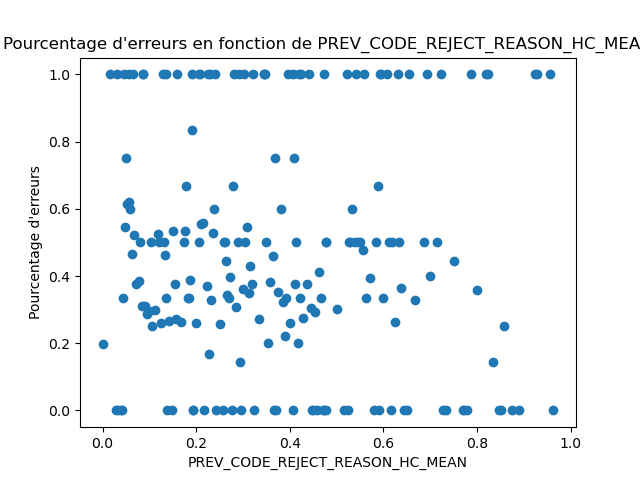 Pourcentage d'erreurs en fonction de PREV_CODE_REJECT_REASON_HC_MEA
1.0
0.8
0.6
0.4
0.2
0.0
Pourcentage d'erreurs
0.0 0.2 0.4 0.6 0.8 1.0
PREV_CODE_REJECT_REASON_HC_MEAN